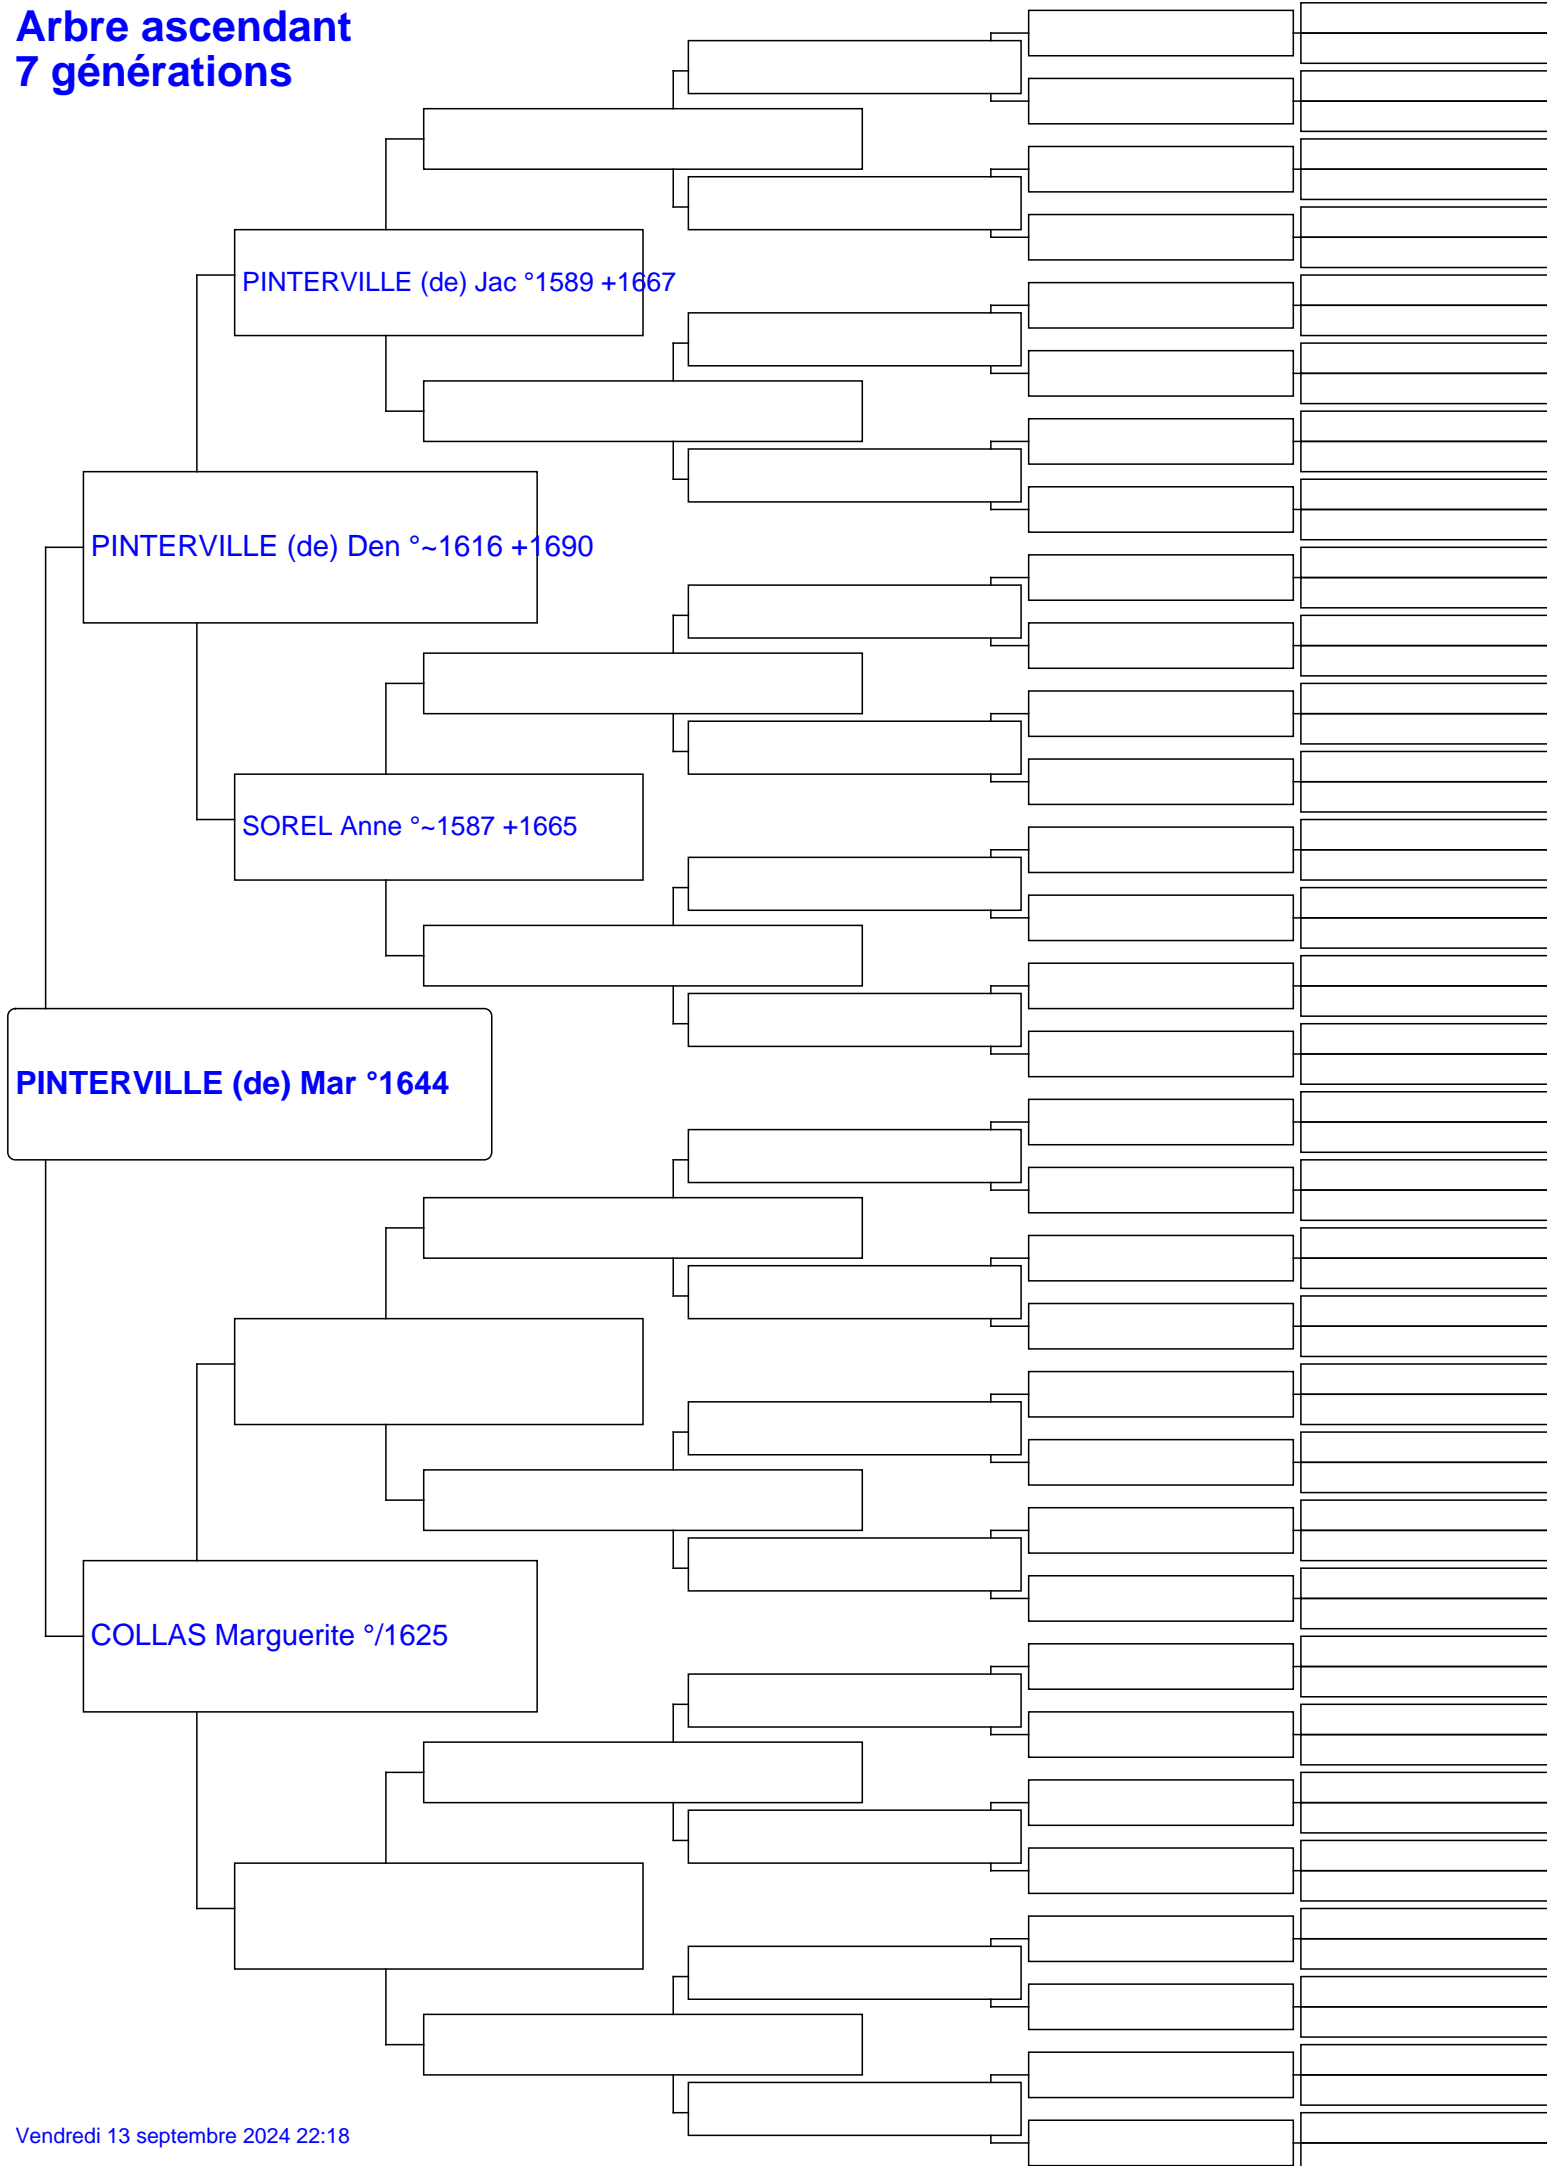 Arbre ascendant
7 générations
PINTERVILLE (de) Jac °1589 +1667
PINTERVILLE (de) Den °~1616 +1690
SOREL Anne °~1587 +1665
PINTERVILLE (de) Mar °1644
COLLAS Marguerite °/1625
Vendredi 13 septembre 2024 22:18